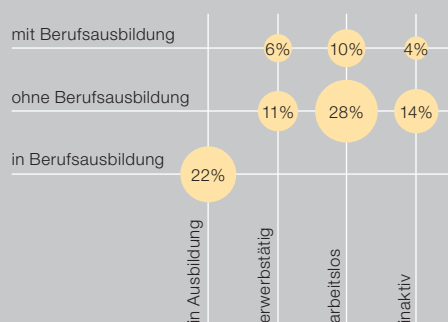 mit Berufsausbildung
6% 10% 4%
ohne Berufsausbildung
11% 28% 14%
in Berufsausbildung
22%
in Ausbildung
erwerbstätig
arbeitslos
inaktiv